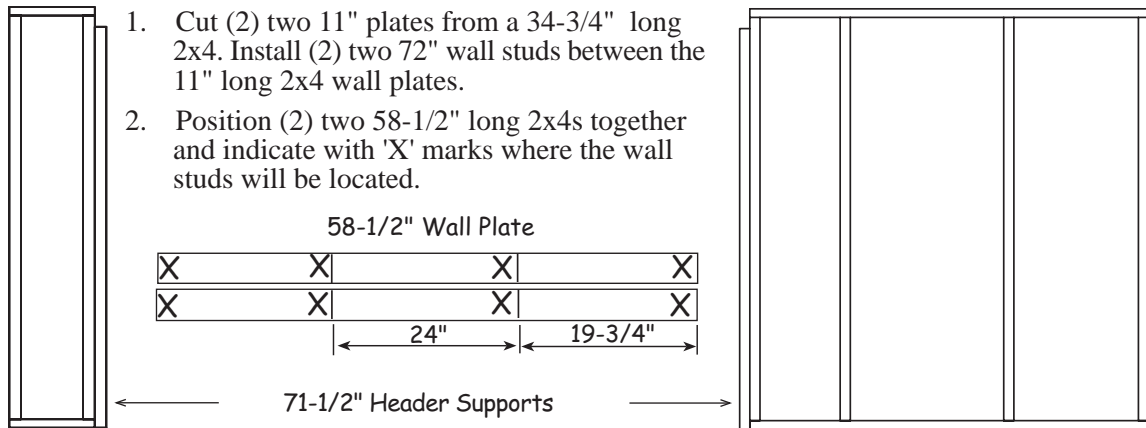 1. Cut (2) two 11" plates from a 34-3/4" long
2x4. Install (2) two 72" wall studs between the
11" long 2x4 wall plates.
2. Position (2) two 58-1/2" long 2x4s together
and indicate with 'X' marks where the wall
studs will be located.
58-1/2" Wall Plate
X X X X
X X X X
24" 19-3/4"
71-1/2" Header Supports